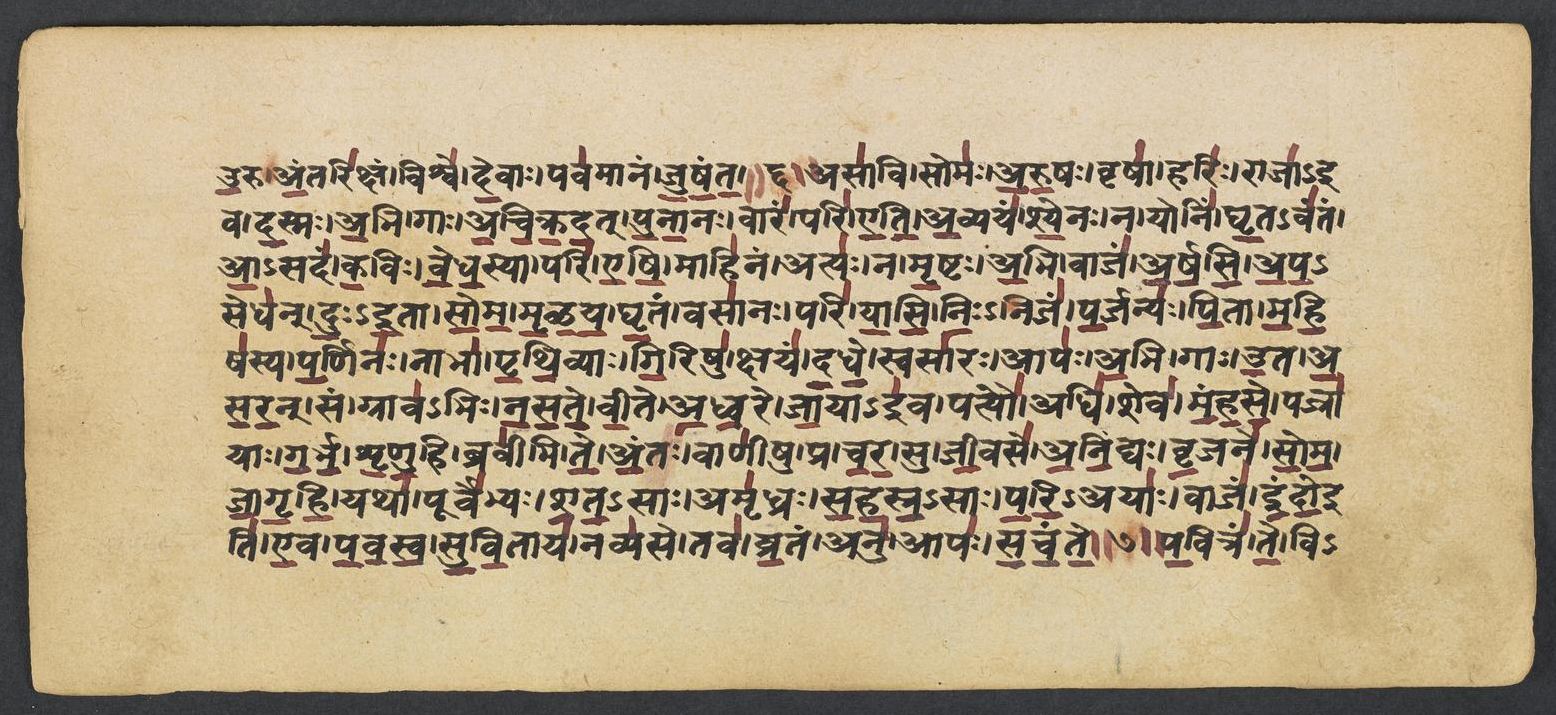 उरु।अंतरिक्षं।विश्वे।देवाः।पवमानं।जुषंत॥६॥असावि।सोमः।अरुषः।वृषा।हरिः।राजाऽइ
व।दस्मः।अभि।गाः।अचिक्रदत्।पुनानः।वारं।परि।एति।अव्ययं।श्येनः।न।योनिं।घृतऽवंतं।
आऽसदं।कविः।वेधस्या।परि।एषि।माहिनं।अत्यः।न।मृष्टः।अभि।वाजं।अर्षसि।अपऽ
सेधन्।दुःऽइता।सोम।मृळय।घृतं।वसानः।परि।यासि।निःऽनिजं।पर्जन्यः।पिता।महि
षस्य।पर्णिनः।नाभा।पृथिव्याः।गिरिषु।क्षयं।दधे।स्वसारः।आपः।अभि।गाः।उत।अ
सरन्।सं।ग्रावऽभिः।नसते।वीते।अध्वरे।जायाऽइव।पत्यौ।अधि।शेव।मंहसे।पज्रा
याः।गर्भ।शृणुहि।ब्रवीमि।ते।अंतः।वाणीषु।प्र।चर।सु।जीवसे।अनिंद्यः।वृजने।सोम।
जागृहि।यथा।पूर्वेभ्यः।शतऽसाः।अमृध्रः।सहस्रऽसाः।परिऽअयाः।वाजं।इंदो।इ
ति।एव।पवस्व।सुविताय।नव्यसे।तव।व्रतं।अनु।आपः।सचंते॥७॥पवित्रं।ते।विऽ